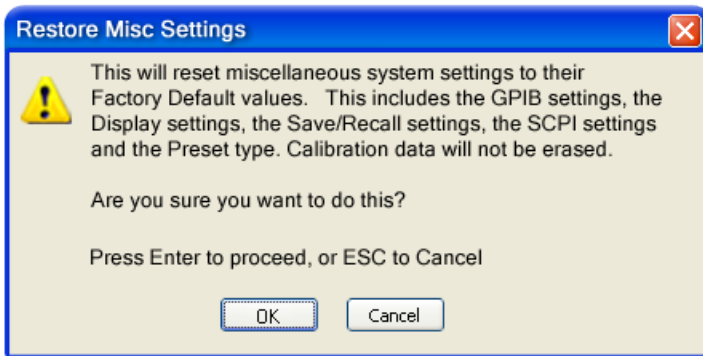 Restore Misc Settings
This will reset miscellaneous system settings to their
Factory Default values.   This includes the GPIB settings, the
Display settings, the Save/Recall settings, the SCPI settings
and the Preset type. Calibration data will not be erased.
Are you sure you want to do this?
Press Enter to proceed, or ESC to Cancel
OK
Cancel